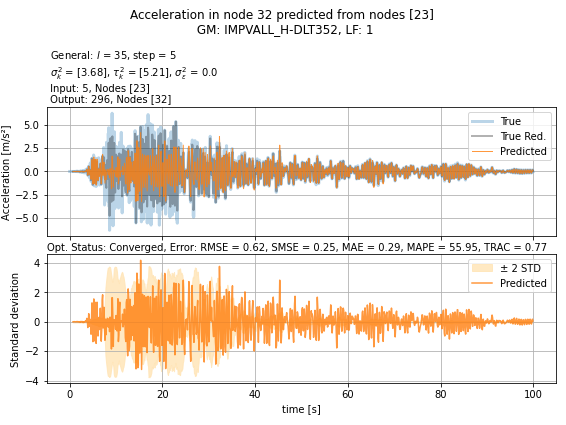 Acceleration in node 32 predicted from nodes [23]
GM: IMPVALL_H-DLT352, LF: 1
General: l = 35, step = 5
σ²ₖ = [3.68], τ²ₖ = [5.21], σ²ε = 0.0
Input: 5, Nodes [23]
Output: 296, Nodes [32]
Acceleration [m/s²]
5.0
2.5
0.0
−2.5
−5.0
True
True Red.
Predicted
Opt. Status: Converged, Error: RMSE = 0.62, SMSE = 0.25, MAE = 0.29, MAPE = 55.95, TRAC = 0.77
Standard deviation
4
2
0
−2
−4
± 2 STD
Predicted
0 20 40 60 80 100
time [s]